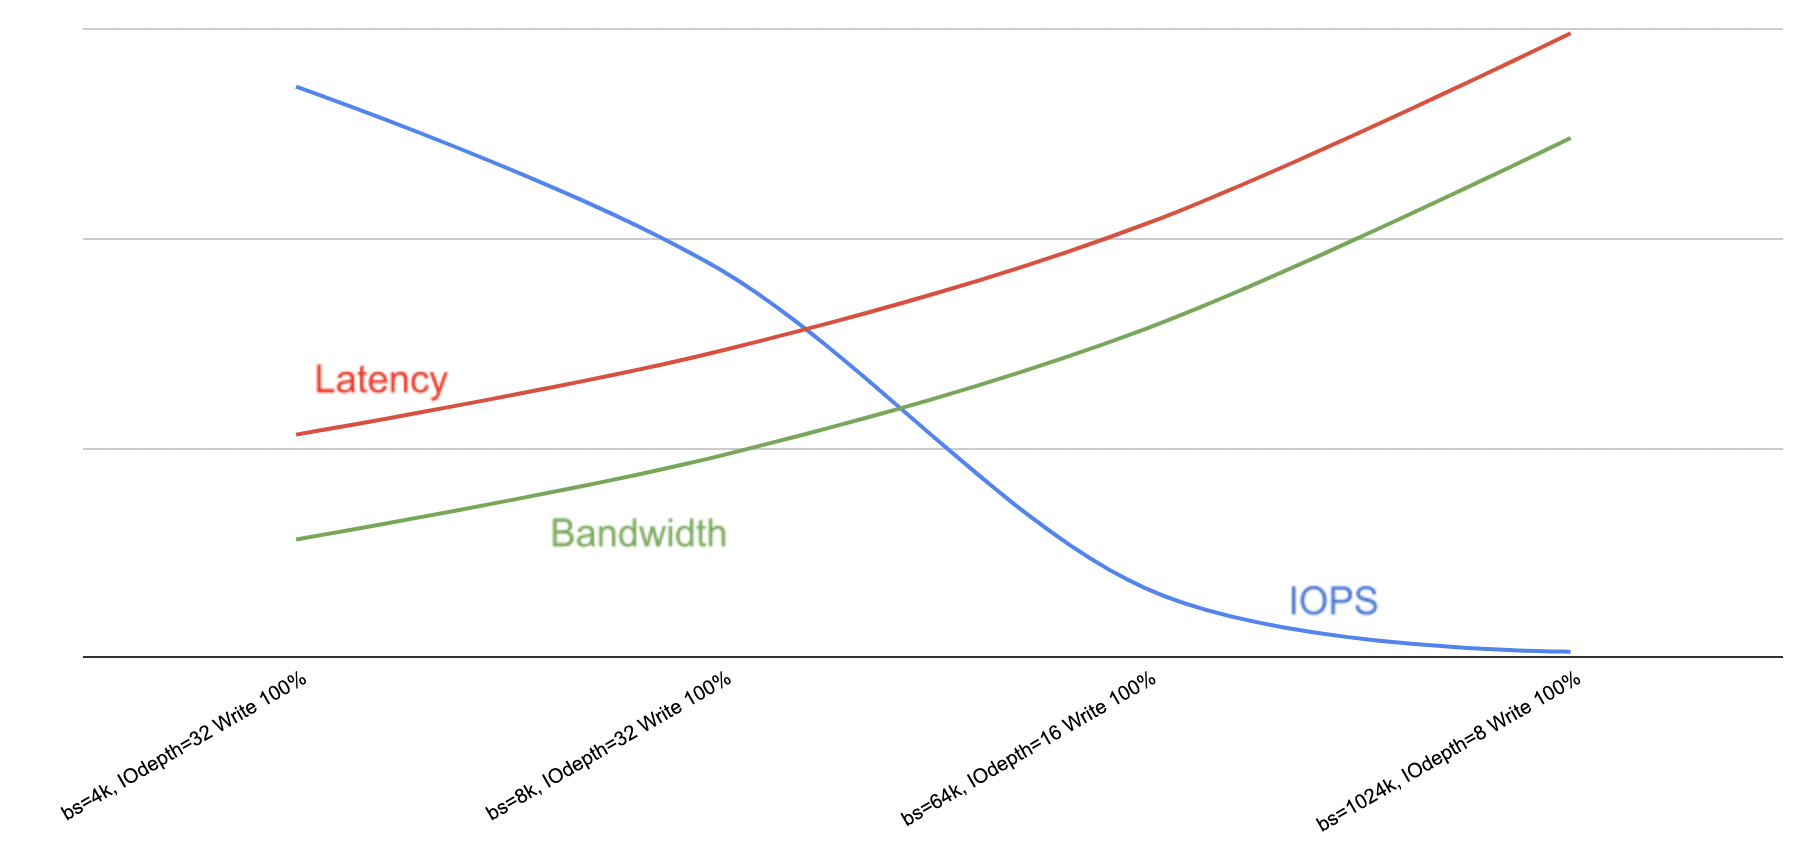 Latency
Bandwidth
IOPS
bs=4k, IOdepth=32 Write 100%
bs=8k, IOdepth=32 Write 100%
bs=64k, IOdepth=16 Write 100%
bs=1024k, IOdepth=8 Write 100%